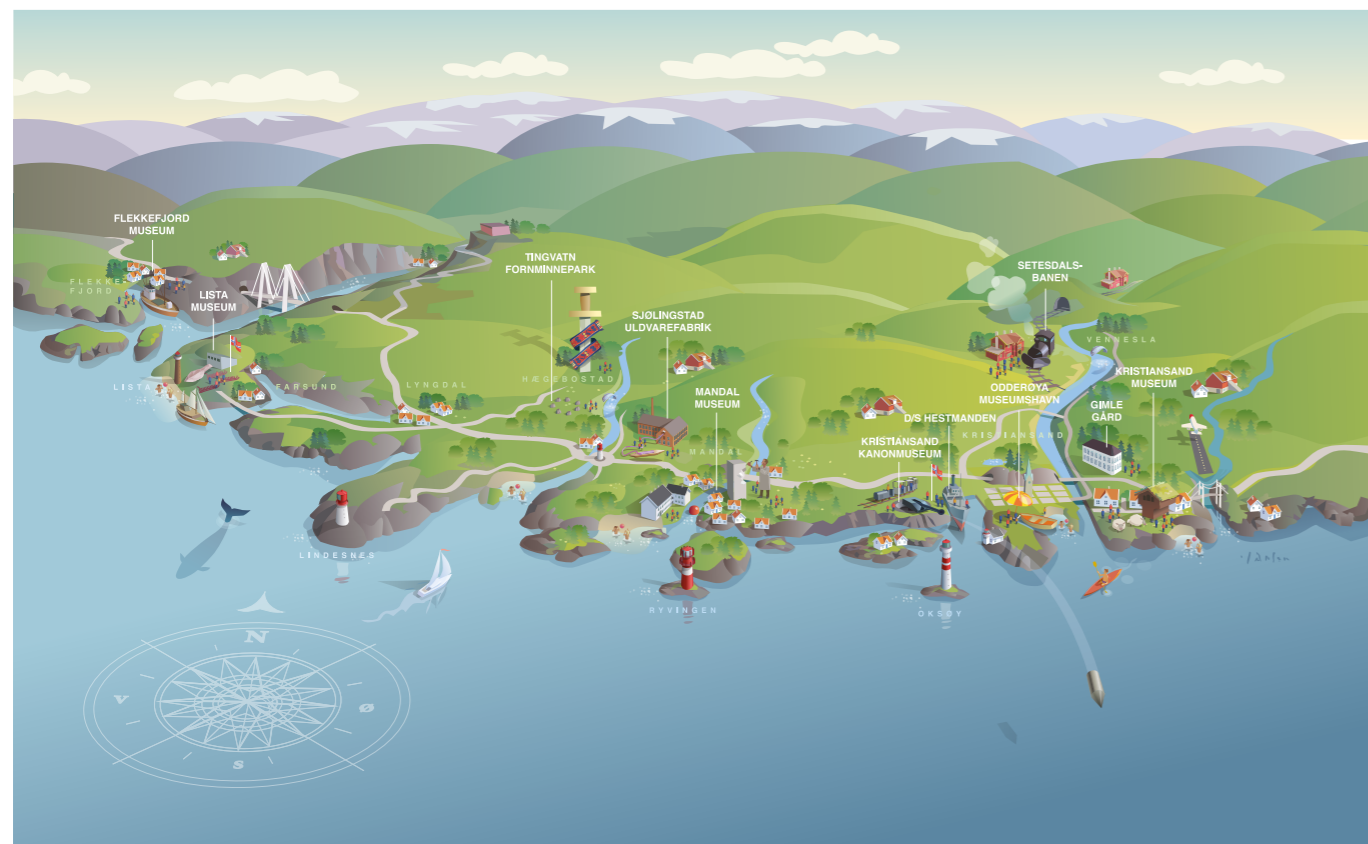 FLEKKEFJORD
MUSEUM
FLEKKE-
FJORD
LISTA
MUSEUM
LISTA
FARSUND
LYNGDAL
TINGVATN
FORNMINNEPARK
HÆGEBOSTAD
SJØLINGSTAD
ULDVAREFABRIK
MANDAL
MUSEUM
MANDAL
SETESDALS-
BANEN
VENNESLA
KRISTIANSAND
MUSEUM
ODDERØYA
MUSEUMSHAVN
GIMLE
GÅRD
D/S HESTMANDEN
KRISTIANSAND
KRISTIANSAND
KANONMUSEUM
LINDESNES
RYVINGEN
OKSØY
N
V
Ø
S